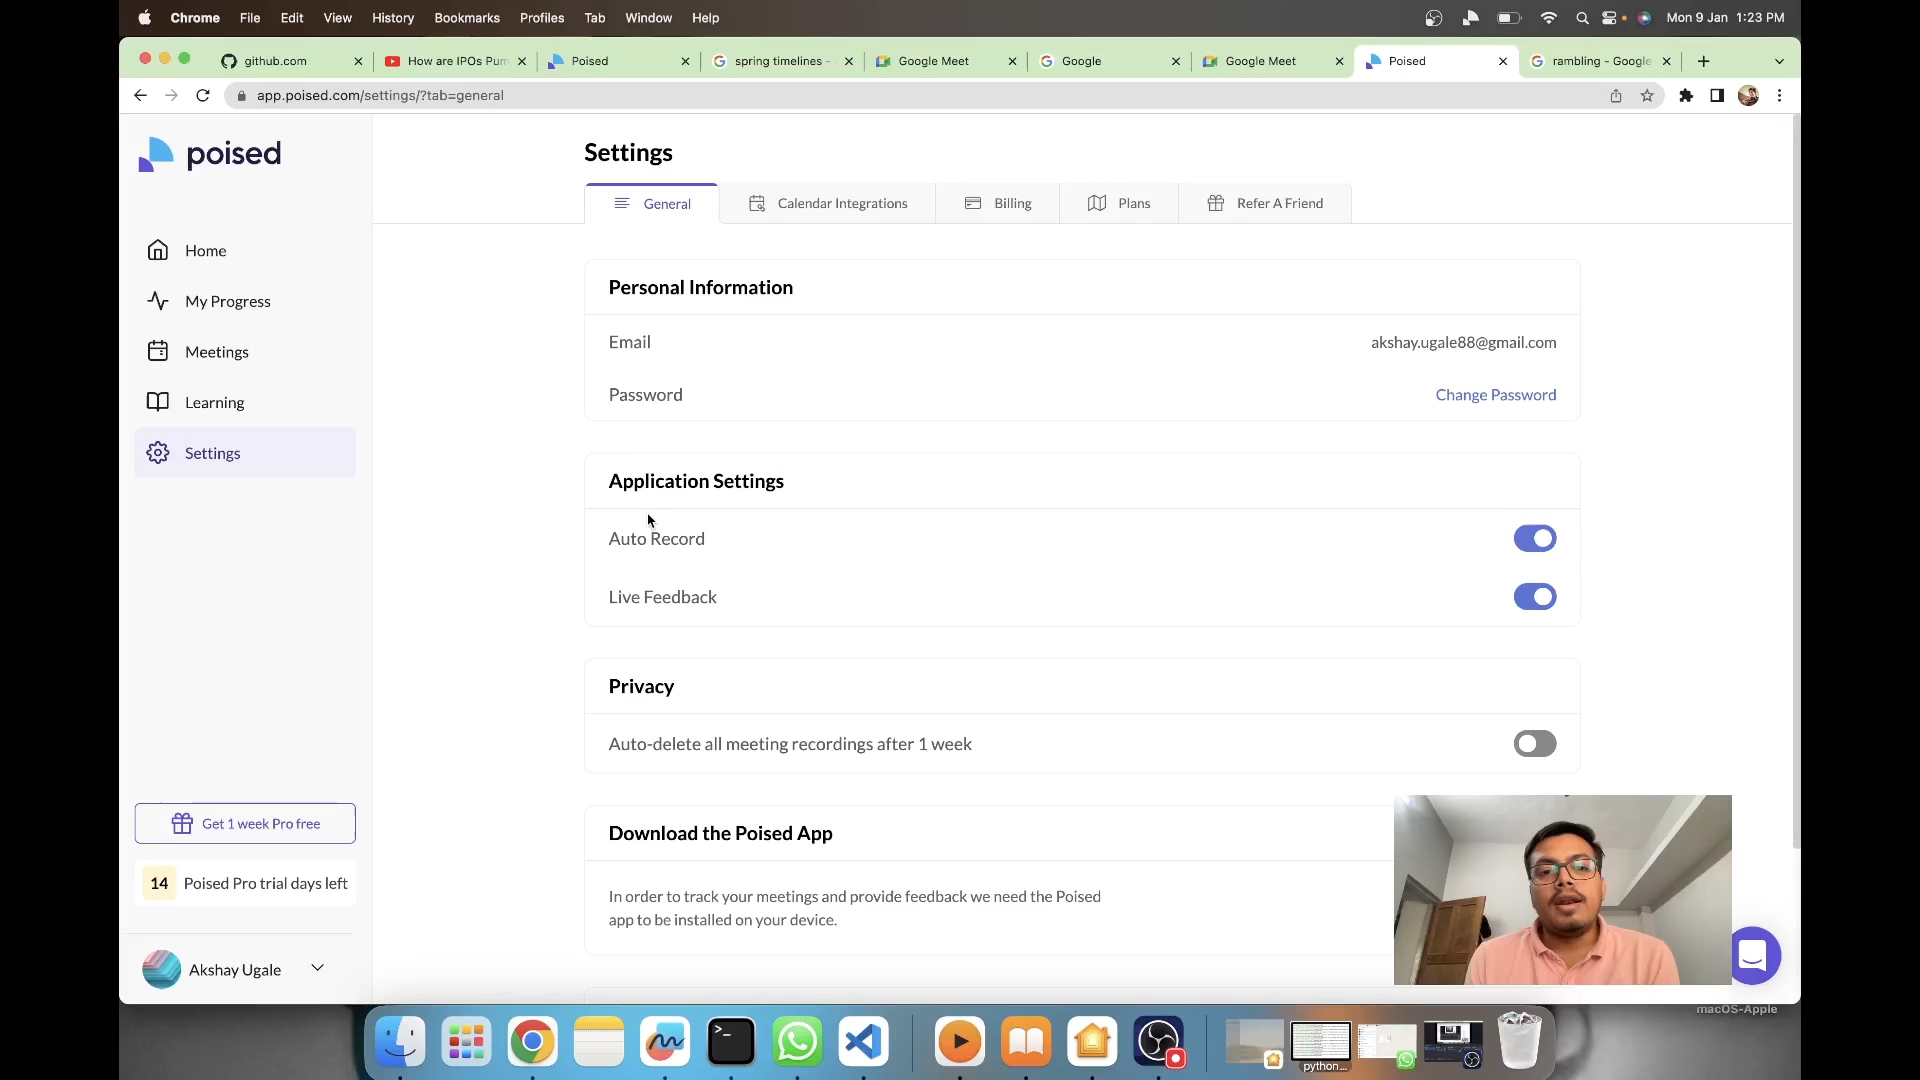 Chrome File Edit View History Bookmarks Profiles Tab Window Help Mon 9 Jan 1:23 PM
github.com How are IPOs Pum Poised spring timelines - Google Meet Google Google Meet Poised rambling - Google
app.poised.com/settings/?tab=general
poised
Settings
General Calendar Integrations Billing Plans Refer A Friend
Home
My Progress
Meetings
Learning
Settings
Personal Information
Email akshay.ugale88@gmail.com
Password Change Password
Application Settings
Auto Record
Live Feedback
Privacy
Auto-delete all meeting recordings after 1 week
Download the Poised App
In order to track your meetings and provide feedback we need the Poised
app to be installed on your device.
Get 1 week Pro free
14 Poised Pro trial days left
Akshay Ugale
macOS-Apple
python...